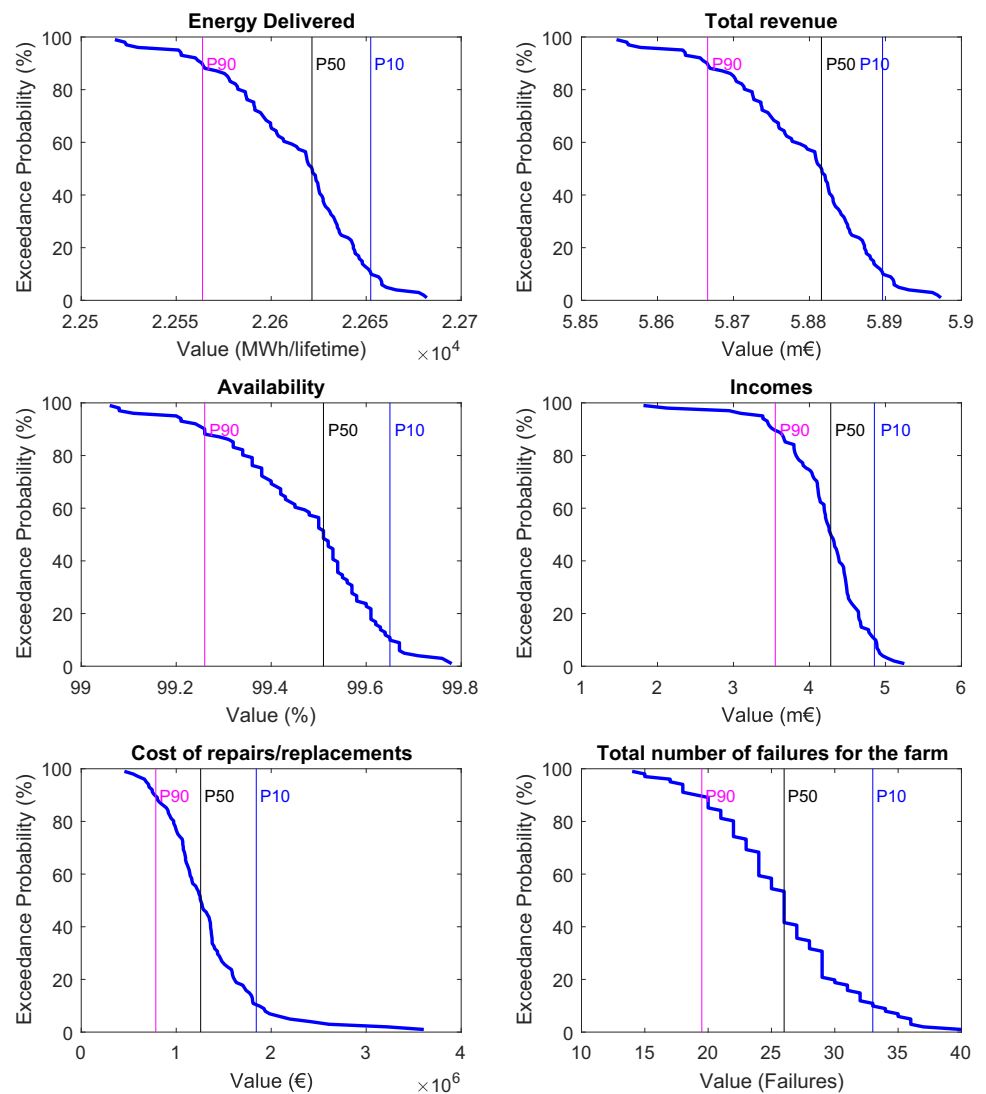 Energy Delivered
Exceedance Probability (%)
100
80
60
40
20
0
P90
P50
P10
2.25 2.255 2.26 2.265 2.27
Value (MWh/lifetime)
×10^4
Total revenue
Exceedance Probability (%)
100
80
60
40
20
0
P90
P50
P10
5.85 5.86 5.87 5.88 5.89 5.9
Value (m€)
Availability
Exceedance Probability (%)
100
80
60
40
20
0
P90
P50
P10
99 99.2 99.4 99.6 99.8
Value (%)
Incomes
Exceedance Probability (%)
100
80
60
40
20
0
P90
P50
P10
1 2 3 4 5 6
Value (m€)
Cost of repairs/replacements
Exceedance Probability (%)
100
80
60
40
20
0
P90
P50
P10
0 1 2 3 4
Value (€)
×10^6
Total number of failures for the farm
Exceedance Probability (%)
100
80
60
40
20
0
P90
P50
P10
10 15 20 25 30 35 40
Value (Failures)